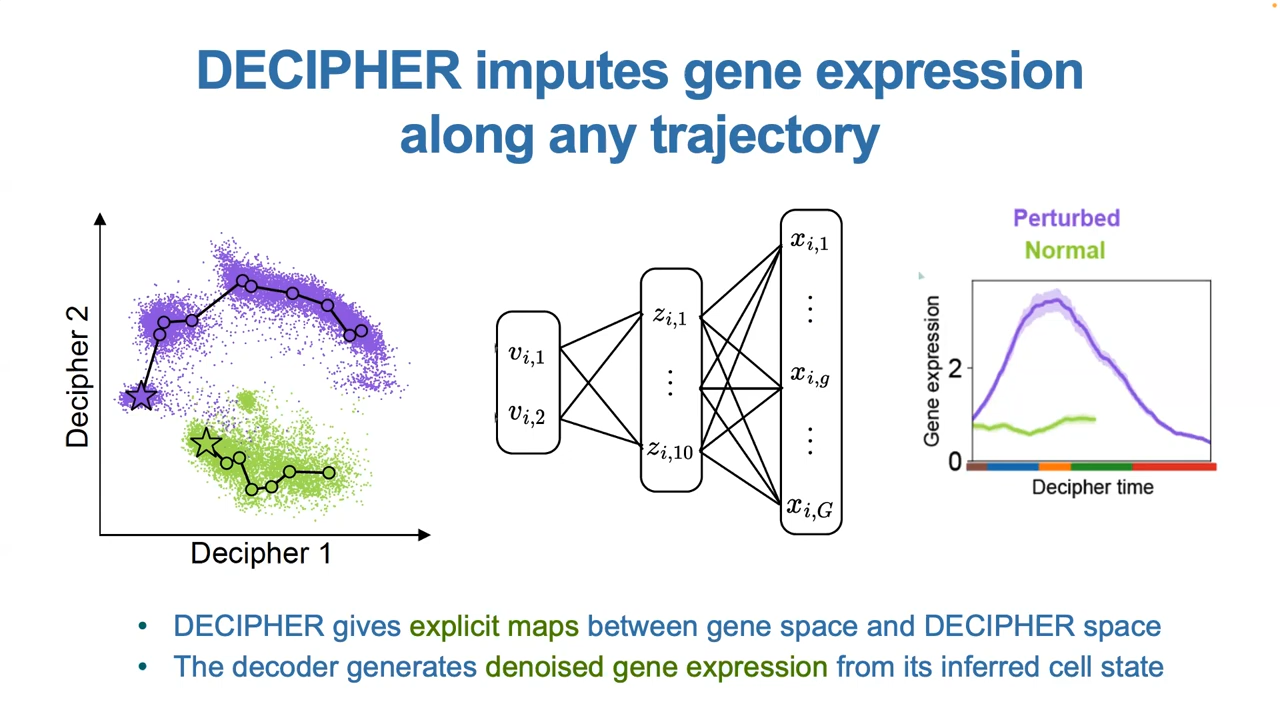 DECIPHER imputes gene expression
along any trajectory
Decipher 2
Decipher 1
v_{i,1}
v_{i,2}
z_{i,1}
⋮
z_{i,10}
x_{i,1}
⋮
x_{i,g}
⋮
x_{i,G}
Perturbed
Normal
Gene expression
2
0
Decipher time
• DECIPHER gives explicit maps between gene space and DECIPHER space
• The decoder generates denoised gene expression from its inferred cell state